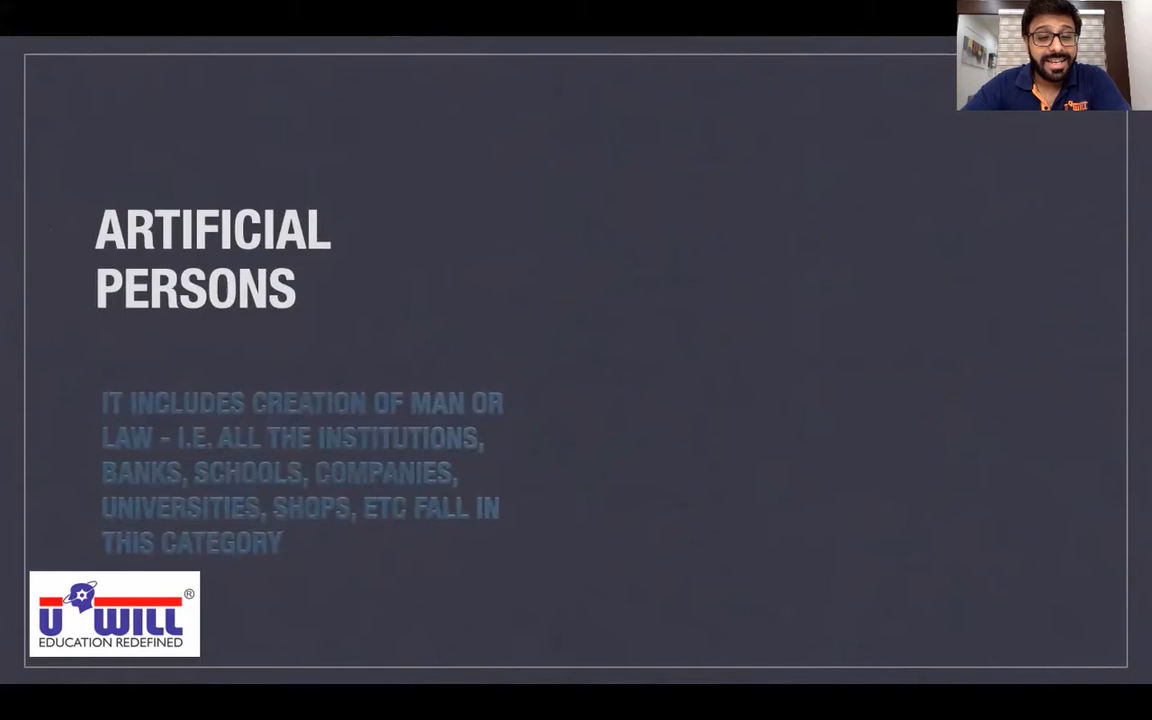 ARTIFICIAL
PERSONS
IT INCLUDES CREATION OF MAN OR
LAW - I.E. ALL THE INSTITUTIONS,
BANKS, SCHOOLS, COMPANIES,
UNIVERSITIES, SHOPS, ETC FALL IN
THIS CATEGORY
U WILL ®
EDUCATION REDEFINED
WILL